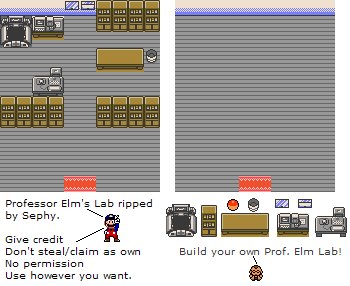 Professor Elm's Lab ripped
by Sephy.
Give credit
Don't steal/claim as own
No permission
Use however you want.
Build your own Prof. Elm Lab!